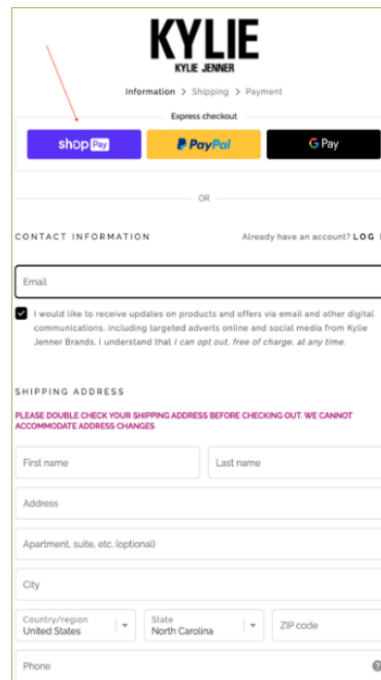 KYLIE
KYLIE JENNER
Information > Shipping > Payment
Express checkout
shop Pay
PayPal
G Pay
OR
CONTACT INFORMATION
Already have an account? LOG
Email
I would like to receive updates on products and offers via email and other digital
communications, including targeted adverts online and social media from Kylie
Jenner Brands. I understand that I can opt out, free of charge, at any time.
SHIPPING ADDRESS
PLEASE DOUBLE CHECK YOUR SHIPPING ADDRESS BEFORE CHECKING OUT. WE CANNOT
ACCOMMODATE ADDRESS CHANGES
First name
Last name
Address
Apartment, suite, etc. (optional)
City
Country/region
United States
State
North Carolina
ZIP code
Phone
?